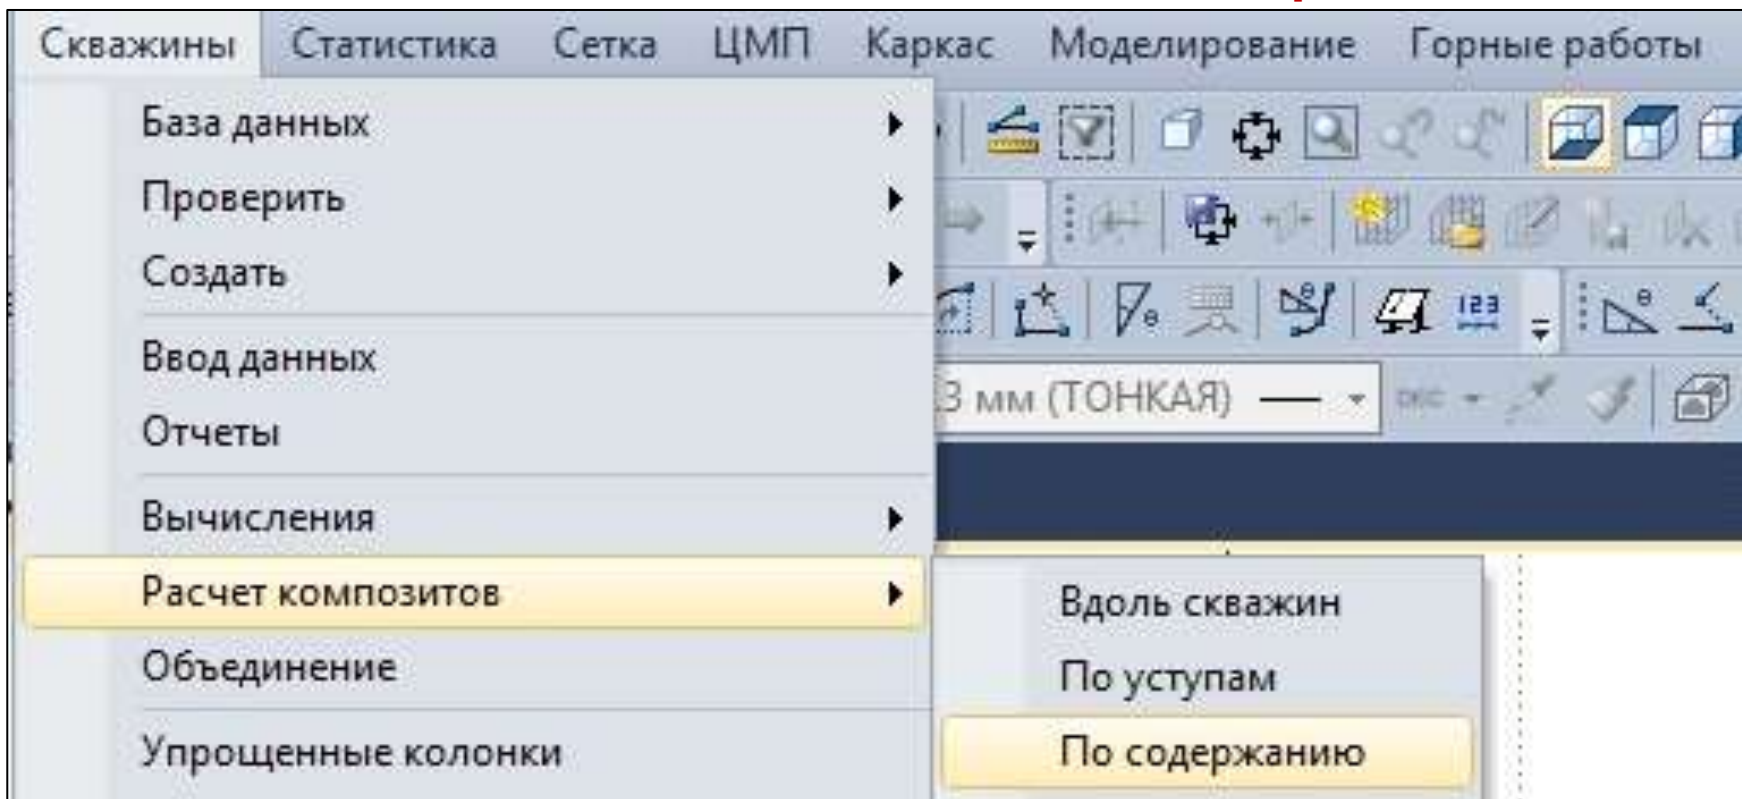 Скважины Статистика Сетка ЦМП Каркас Моделирование Горные работы
База данных
Проверить
Создать
123
Ввод данных
3 мм (ТОНКАЯ)
Отчеты
Вычисления
Расчет композитов
Вдоль скважин
Объединение
По уступам
Упрощенные колонки
По содержанию